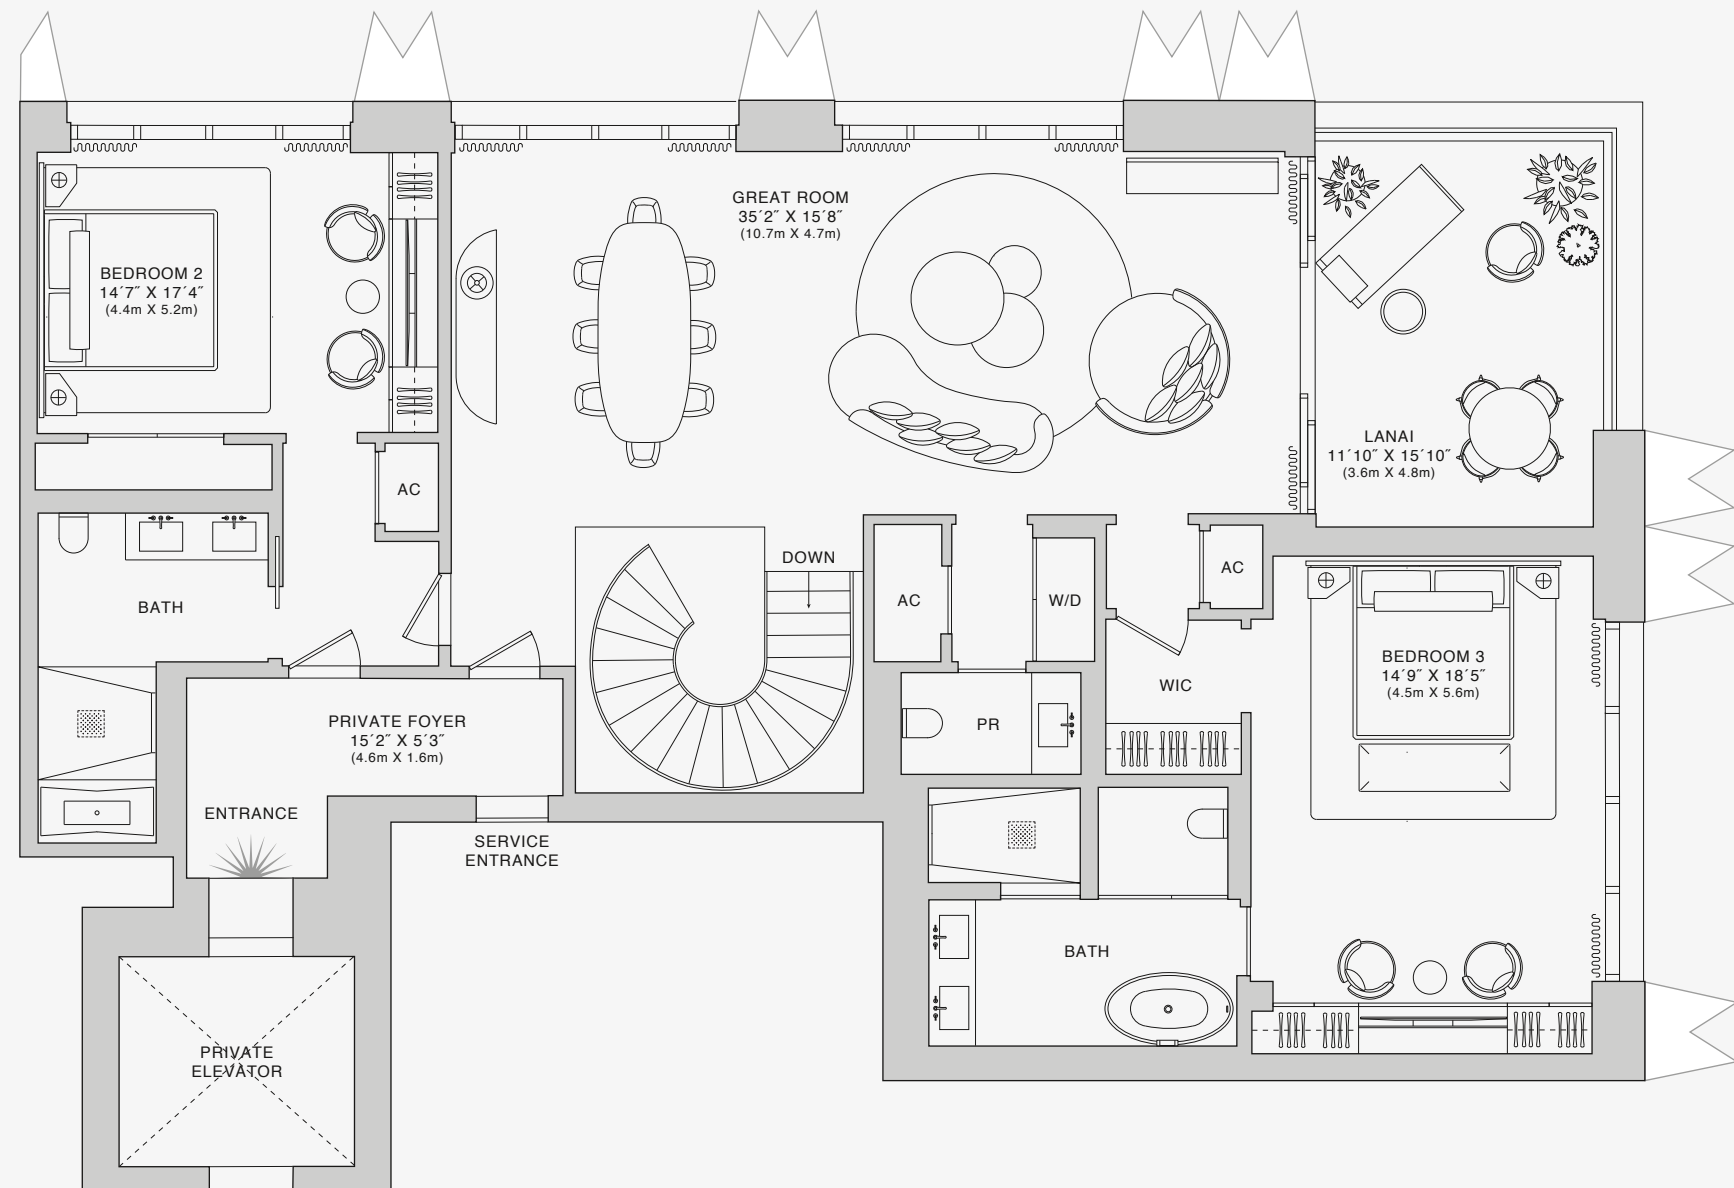 GREAT ROOM
35´2˝ X 15´8˝
(10.7m X 4.7m)
BEDROOM 2
14´7˝ X 17´4˝
(4.4m X 5.2m)
LANAI
11´10˝ X 15´10˝
(3.6m X 4.8m)
AC
DOWN
AC
W/D
AC
BATH
BEDROOM 3
14´9˝ X 18´5˝
(4.5m X 5.6m)
WIC
PR
PRIVATE FOYER
15´2˝ X 5´3˝
(4.6m X 1.6m)
ENTRANCE
SERVICE
ENTRANCE
BATH
PRIVATE
ELEVATOR